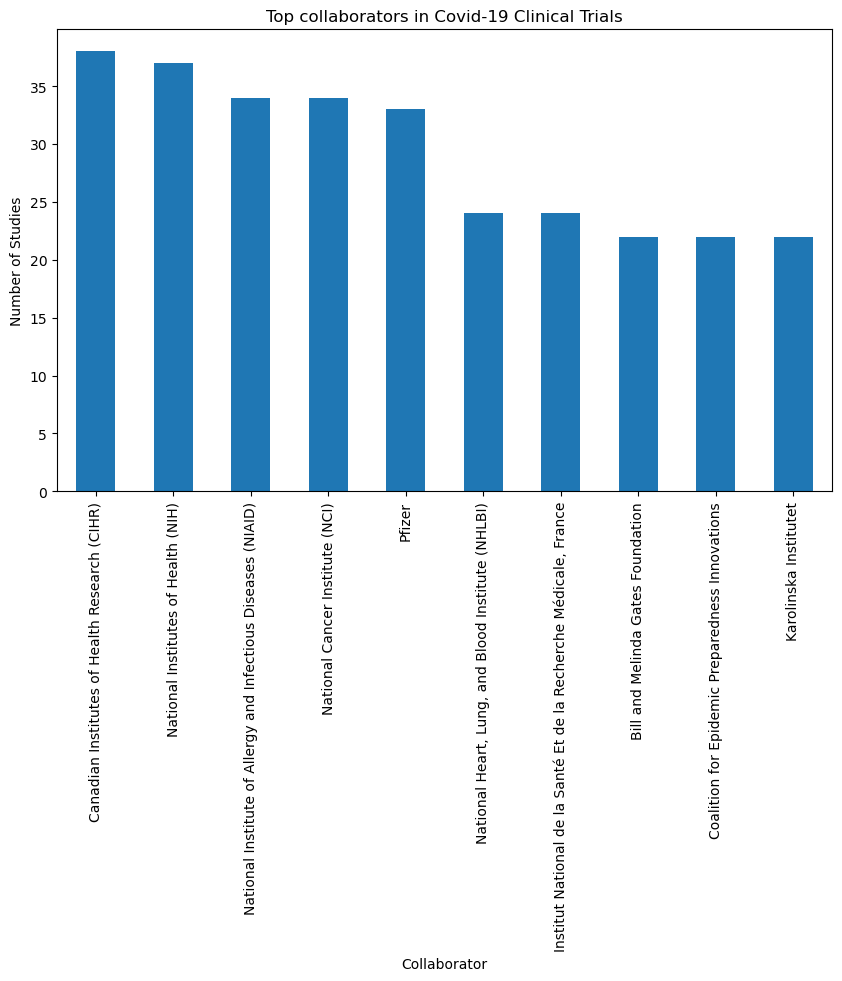 Top collaborators in Covid-19 Clinical Trials
Number of Studies
35
30
25
20
15
10
5
0
Canadian Institutes of Health Research (CIHR)
National Institutes of Health (NIH)
National Institute of Allergy and Infectious Diseases (NIAID)
National Cancer Institute (NCI)
Pfizer
National Heart, Lung, and Blood Institute (NHLBI)
Institut National de la Santé Et de la Recherche Médicale, France
Bill and Melinda Gates Foundation
Coalition for Epidemic Preparedness Innovations
Karolinska Institutet
Collaborator